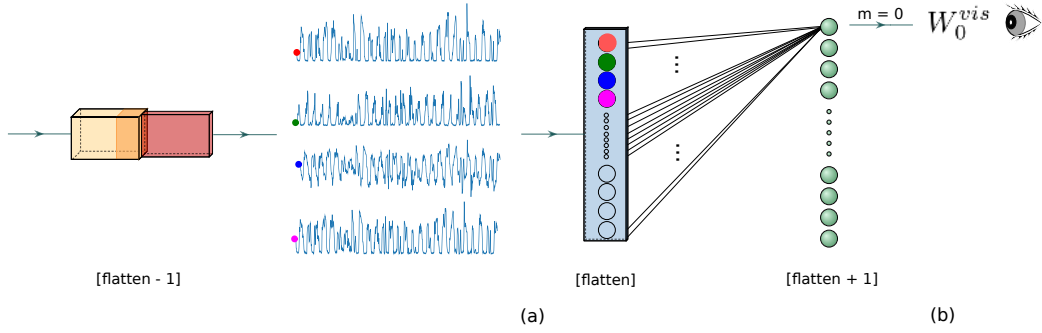 m = 0
W_0^{vis}
[flatten - 1]
[flatten]
[flatten + 1]
(a)
(b)